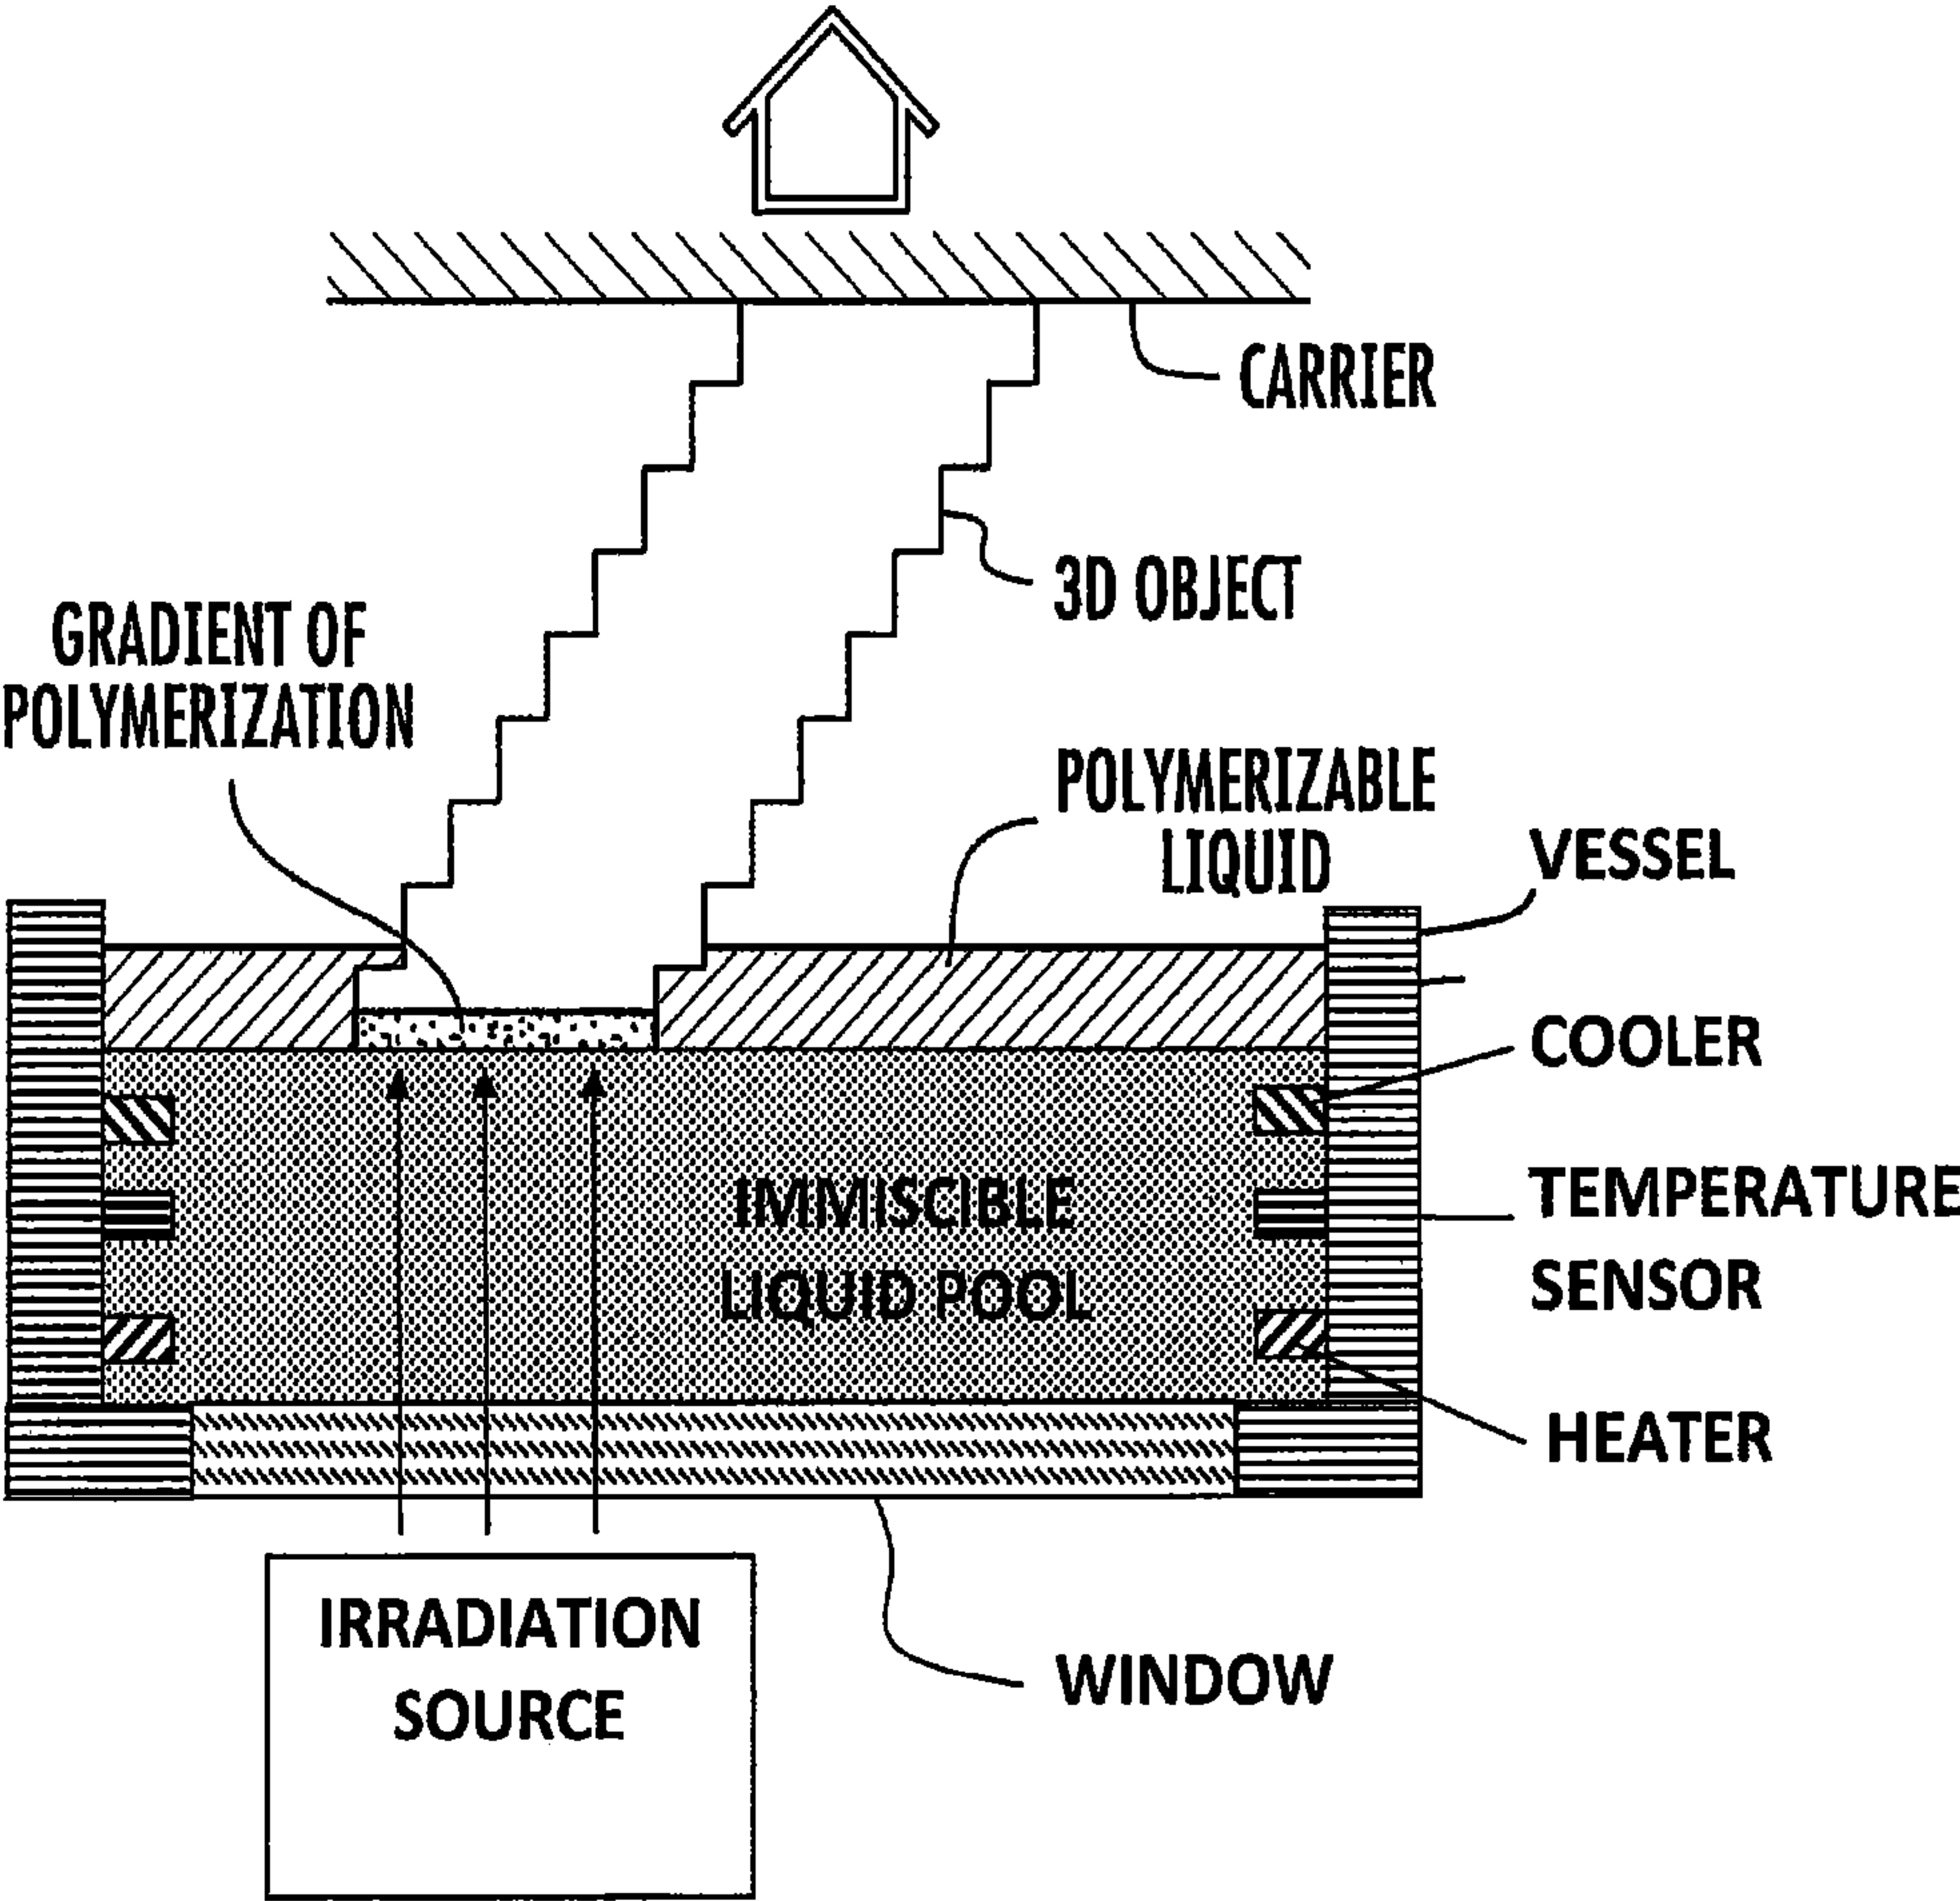 CARRIER
3D OBJECT
GRADIENT OF
POLYMERIZATION
POLYMERIZABLE
LIQUID
VESSEL
COOLER
TEMPERATURE
SENSOR
IMMISCIBLE
LIQUID POOL
HEATER
IRRADIATION
SOURCE
WINDOW